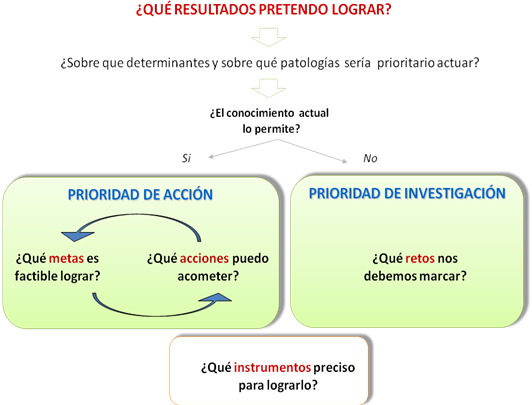 ¿QUÉ RESULTADOS PRETENDO LOGRAR?
¿Sobre que determinantes y sobre qué patologías sería prioritario actuar?
¿El conocimiento actual
lo permite?
Si
No
PRIORIDAD DE ACCIÓN
¿Qué metas es
factible lograr?
¿Qué acciones puedo
acometer?
PRIORIDAD DE INVESTIGACIÓN
¿Qué retos nos
debemos marcar?
¿Qué instrumentos preciso
para lograrlo?